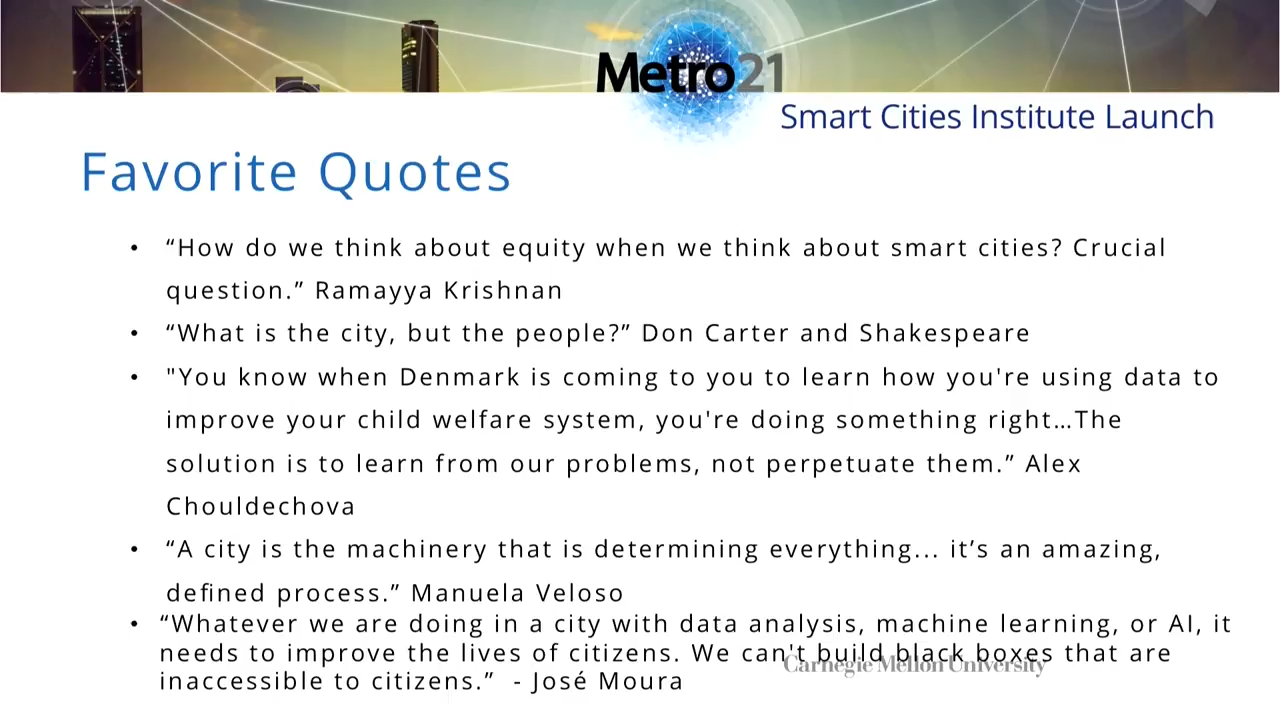 Metro21
Smart Cities Institute Launch
Favorite Quotes
• “How do we think about equity when we think about smart cities? Crucial
question.” Ramayya Krishnan
• “What is the city, but the people?” Don Carter and Shakespeare
• "You know when Denmark is coming to you to learn how you're using data to
improve your child welfare system, you're doing something right…The
solution is to learn from our problems, not perpetuate them.” Alex
Chouldechova
• “A city is the machinery that is determining everything... it’s an amazing,
defined process.” Manuela Veloso
• “Whatever we are doing in a city with data analysis, machine learning, or AI, it
needs to improve the lives of citizens. We can't build black boxes that are
Carnegie Mellon University
inaccessible to citizens.”  - José Moura